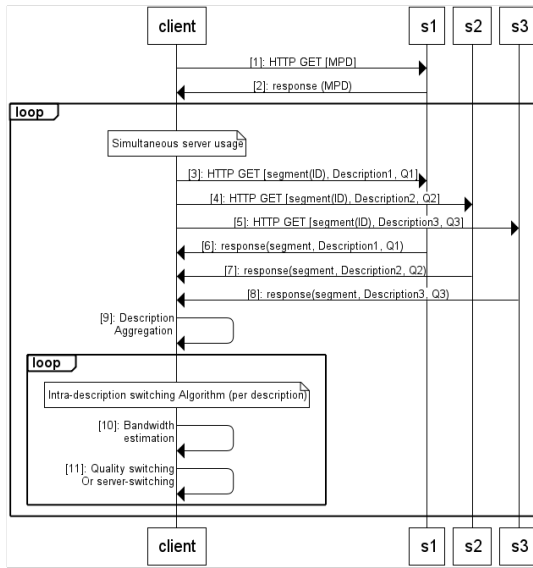 client s1 s2 s3
[1]: HTTP GET [MPD]
[2]: response (MPD)
loop
Simultaneous server usage
[3]: HTTP GET [segment(ID), Description1, Q1]
[4]: HTTP GET [segment(ID), Description2, Q2]
[5]: HTTP GET [segment(ID), Description3, Q3]
[6]: response(segment, Description1, Q1)
[7]: response(segment, Description2, Q2)
[8]: response(segment, Description3, Q3)
[9]: Description
Aggregation
loop
Intra-description switching Algorithm (per description)
[10]: Bandwidth
estimation
[11]: Quality switching
Or server-switching
client s1 s2 s3